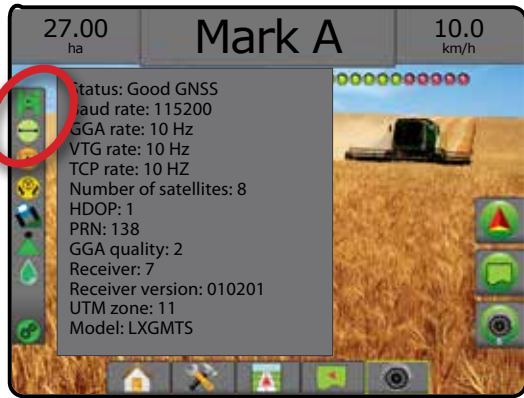 27.00
ha
Mark A
10.0
km/h
Status: Good GNSS
Baud rate: 115200
GGA rate: 10 Hz
VTG rate: 10 Hz
TCP rate: 10 HZ
Number of satellites: 8
HDOP: 1
PRN: 138
GGA quality: 2
Receiver: 7
Receiver version: 010201
UTM zone: 11
Model: LXGMTS